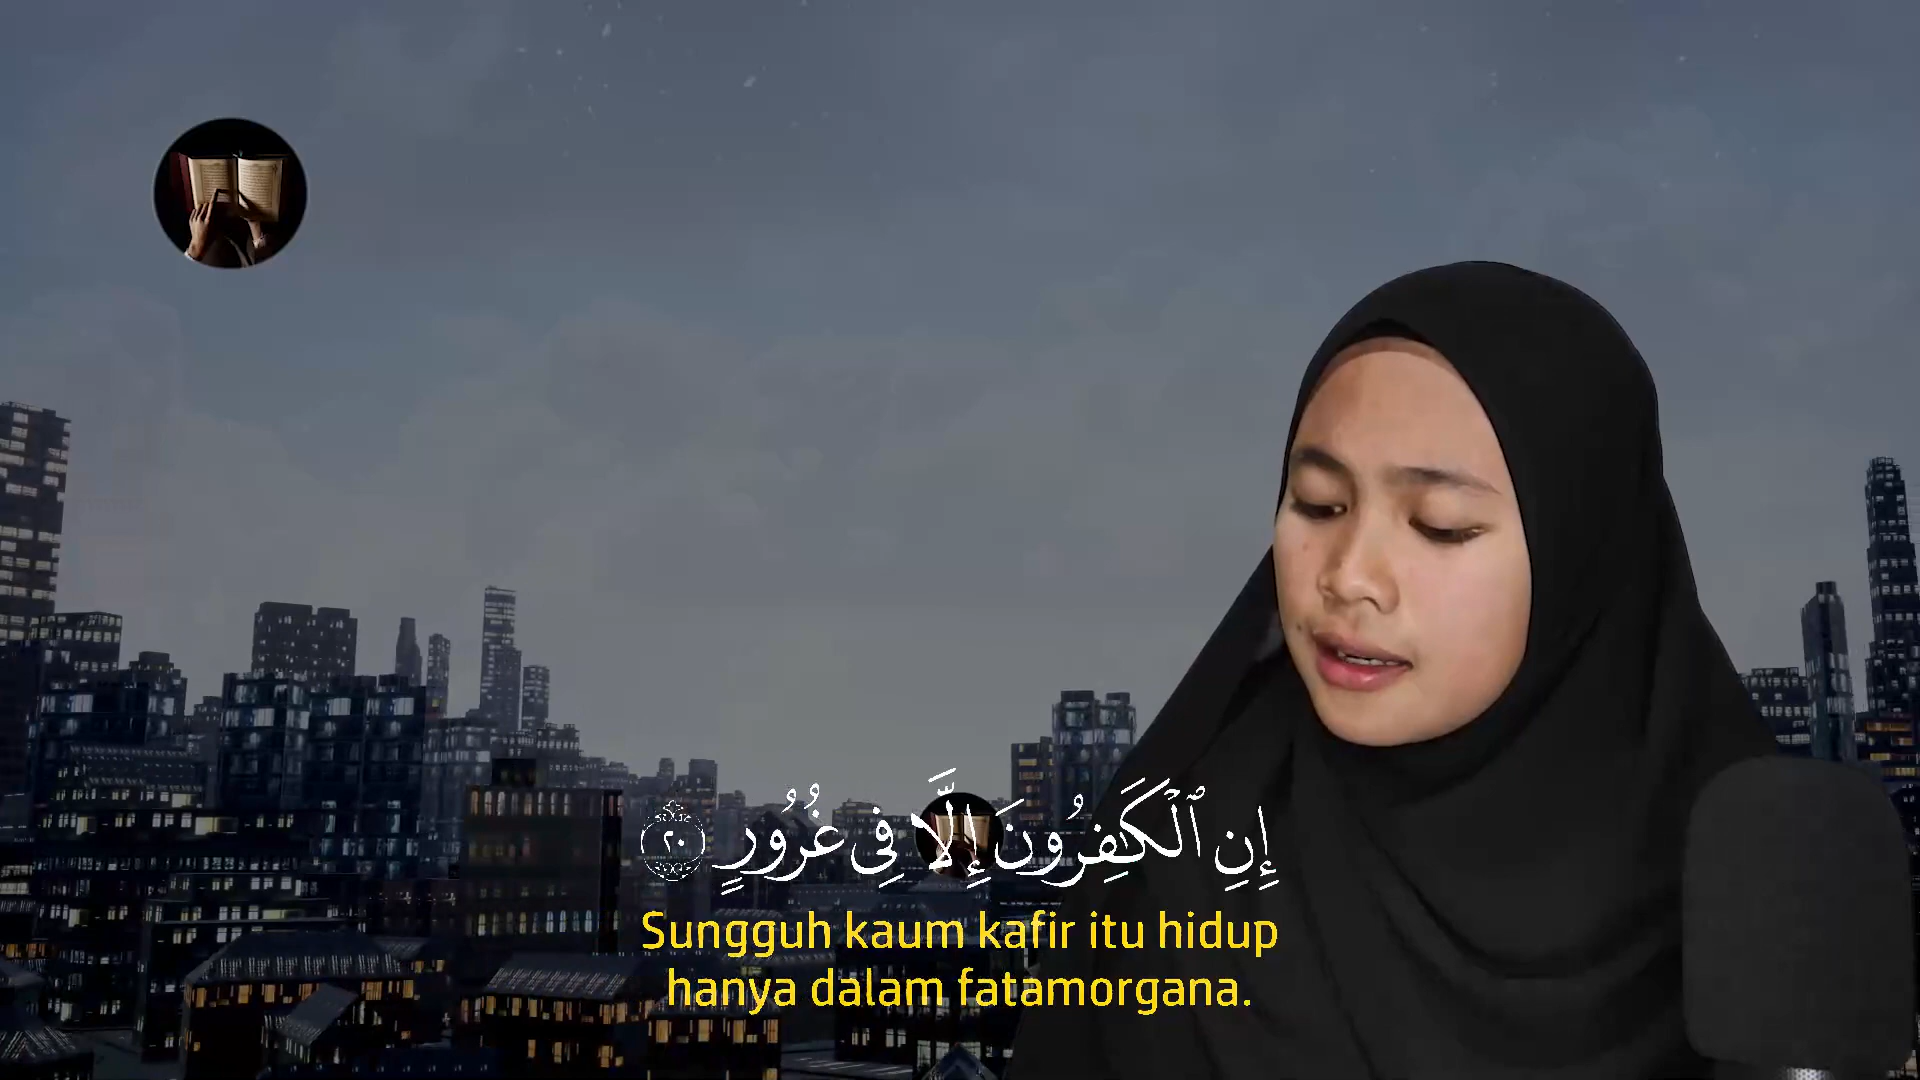 إِنِ ٱلْكَـٰفِرُونَ إِلَّا فِى غُرُورٍ ٢٠
Sungguh kaum kafir itu hidup
hanya dalam fatamorgana.